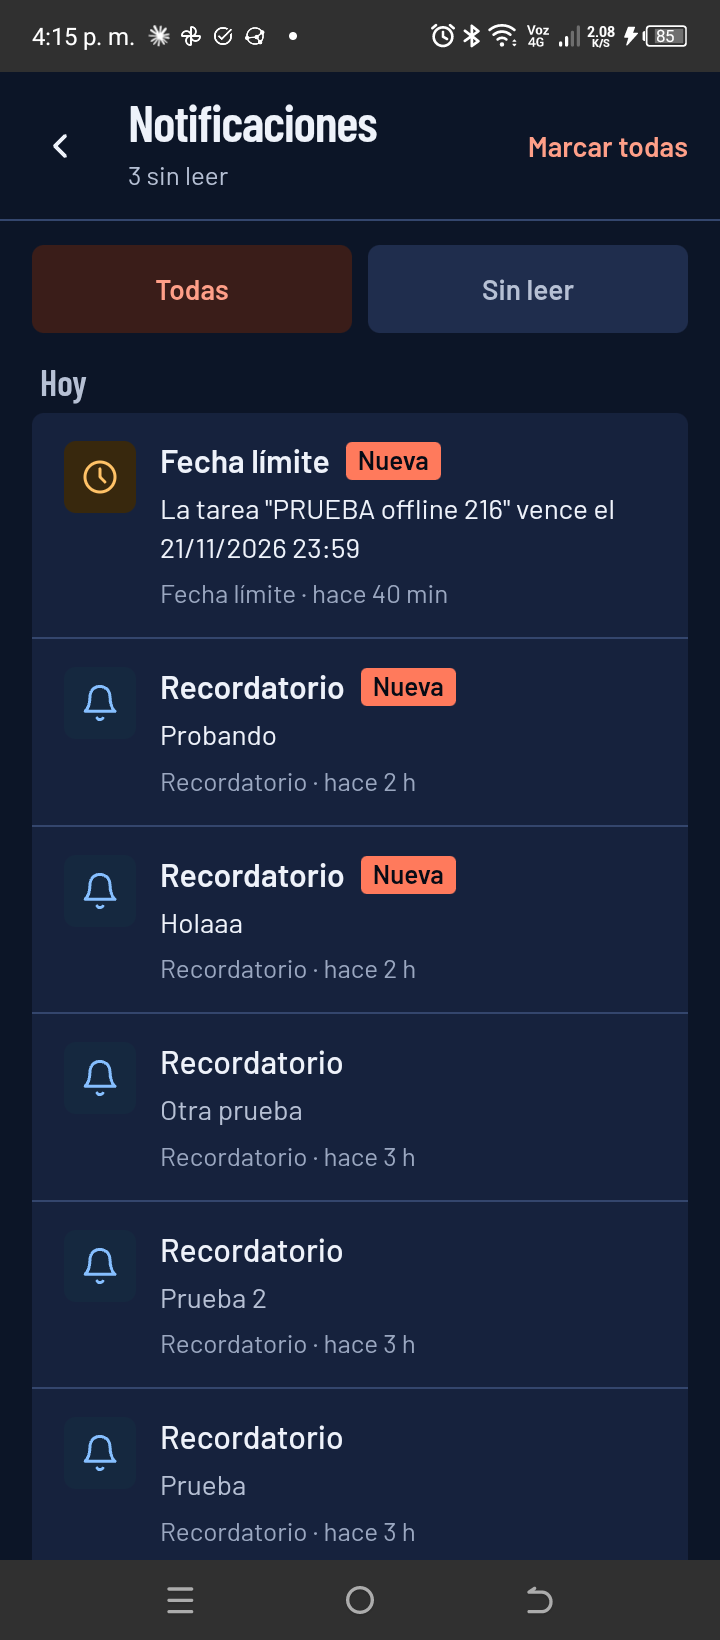 4:15 p. m.
Voz
4G
2.08
K/S
85
Notificaciones
3 sin leer
Marcar todas
Todas
Sin leer
Hoy
Fecha límite
Nueva
La tarea "PRUEBA offline 216" vence el
21/11/2026 23:59
Fecha límite · hace 40 min
Recordatorio
Nueva
Probando
Recordatorio · hace 2 h
Recordatorio
Nueva
Holaaa
Recordatorio · hace 2 h
Recordatorio
Otra prueba
Recordatorio · hace 3 h
Recordatorio
Prueba 2
Recordatorio · hace 3 h
Recordatorio
Prueba
Recordatorio · hace 3 h